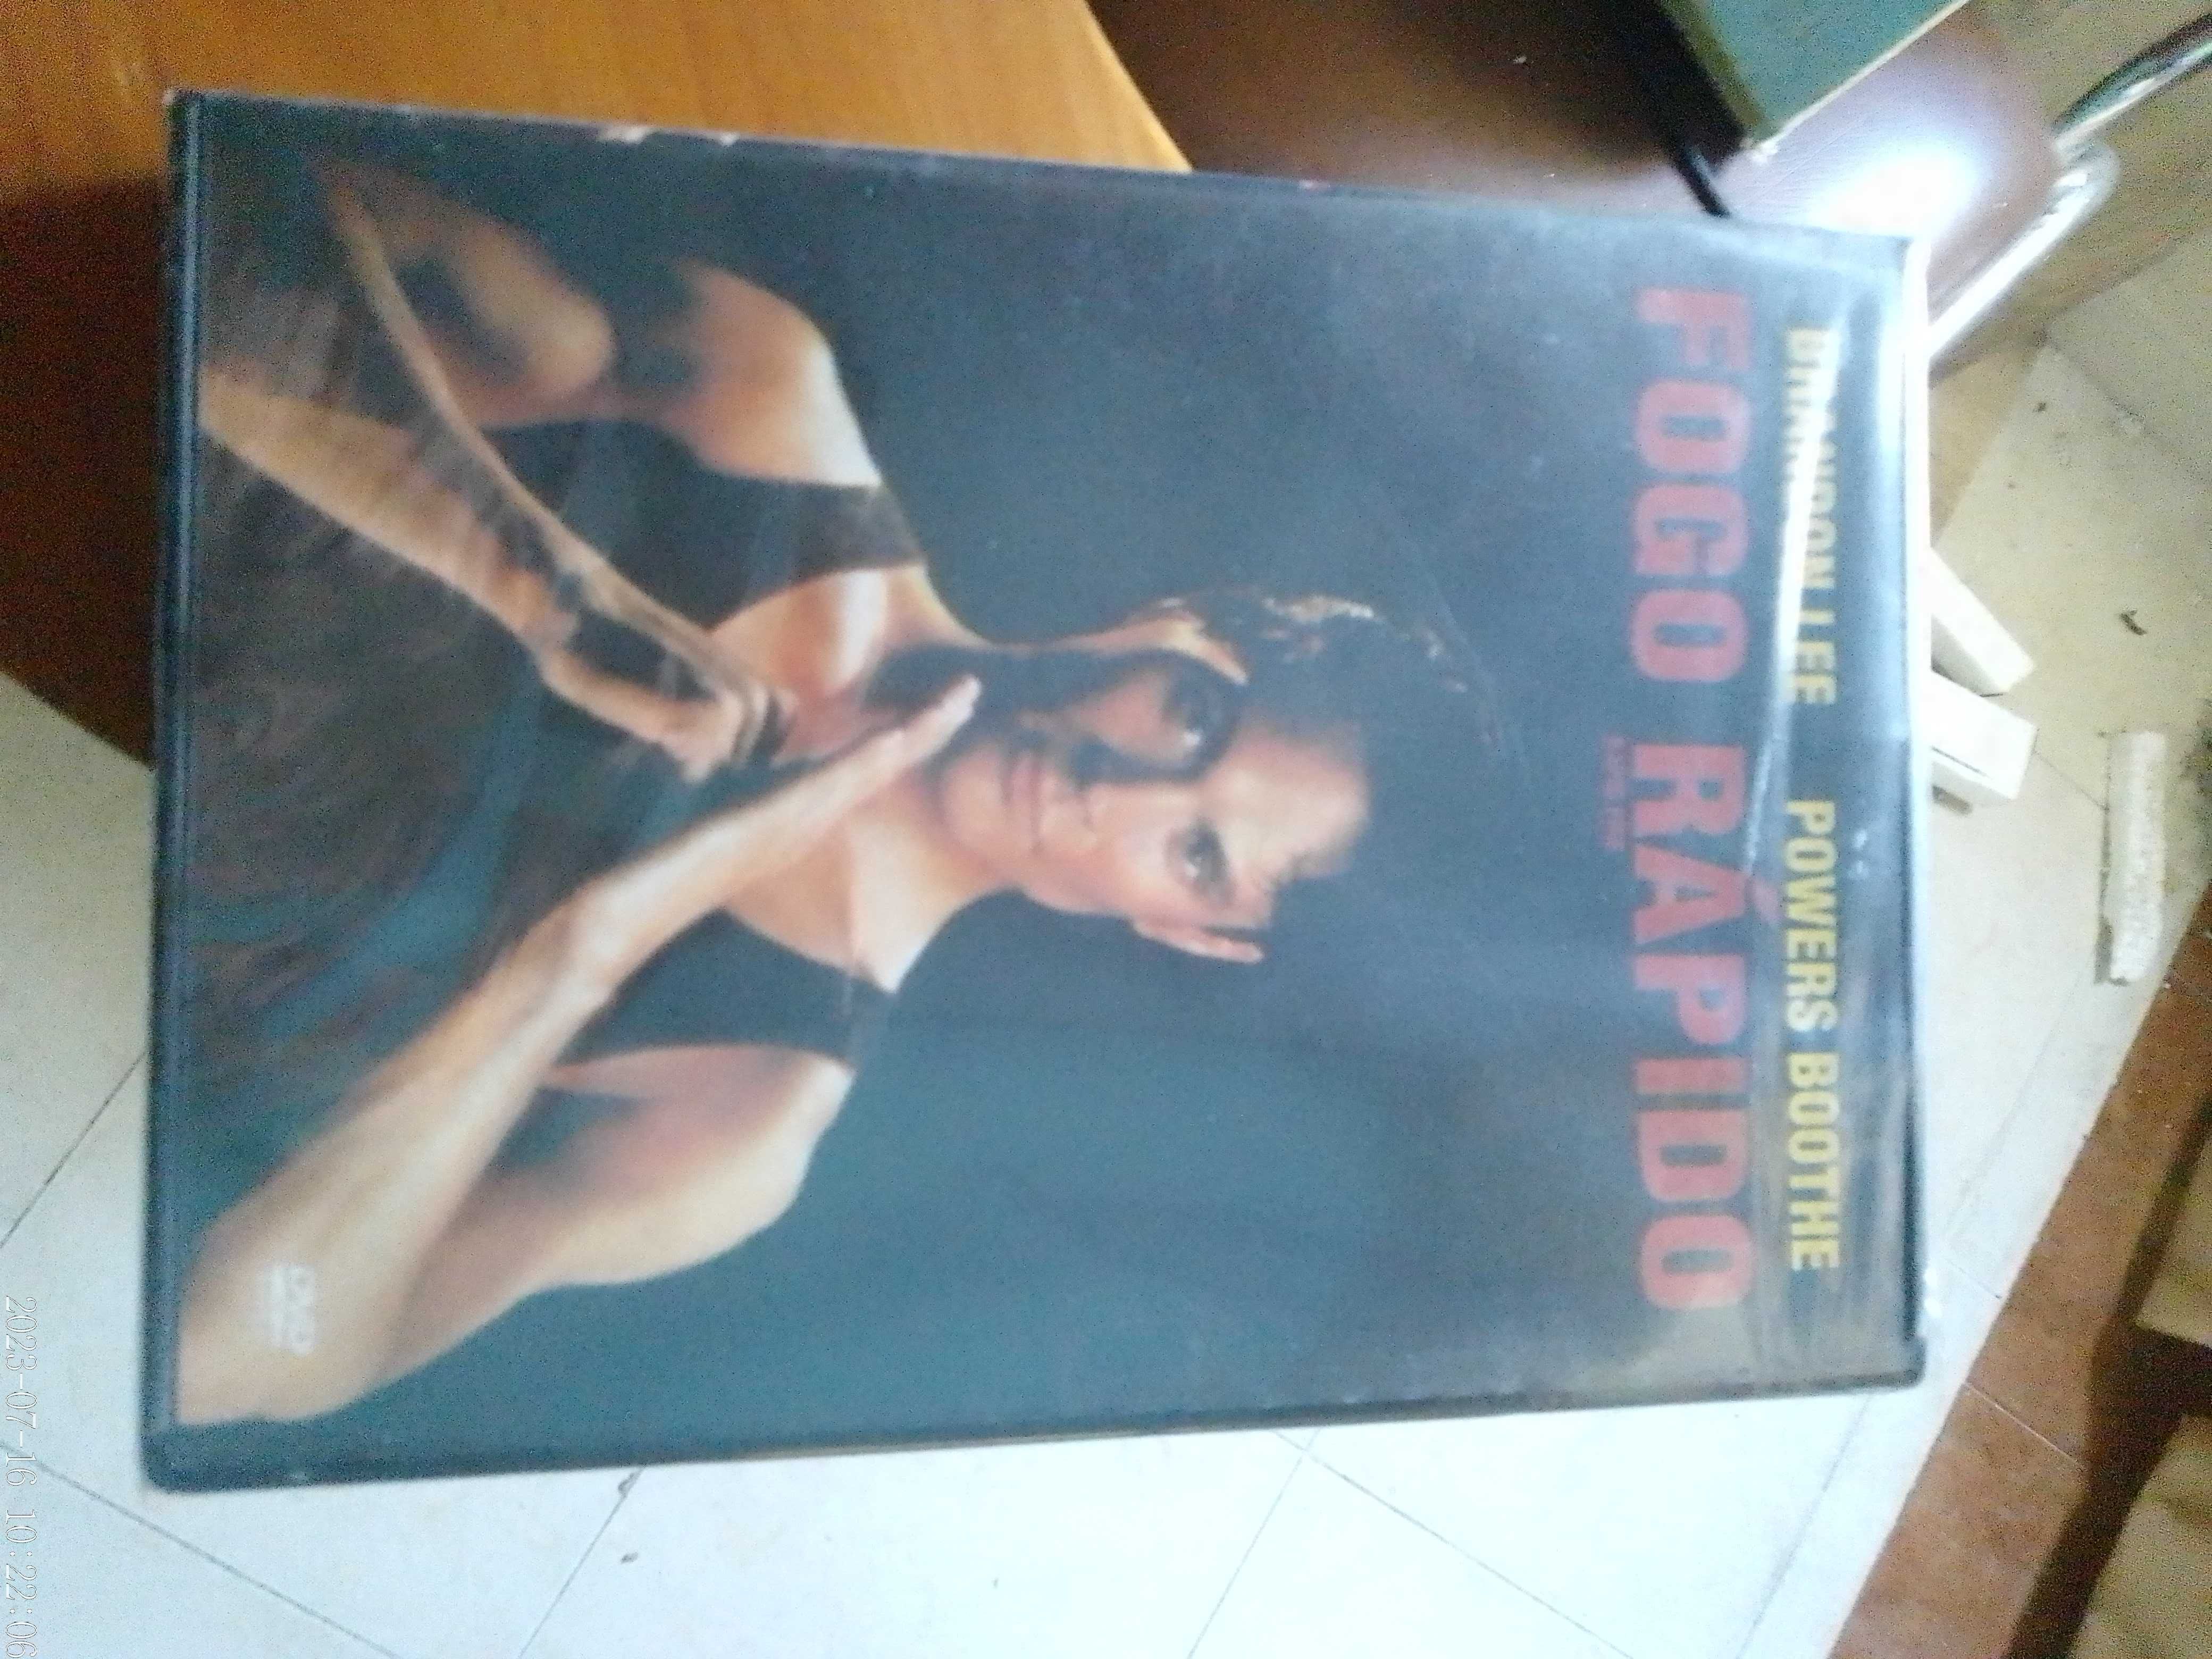 BRANDON LEE POWERS BOOTHE
FOGO RÁPIDO
DVD
2023-07-16 10:22:06